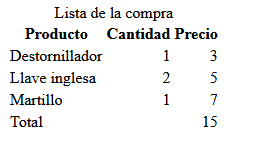 Lista de la compra
Producto Cantidad Precio
Destornillador 1 3
Llave inglesa 2 5
Martillo 1 7
Total 15